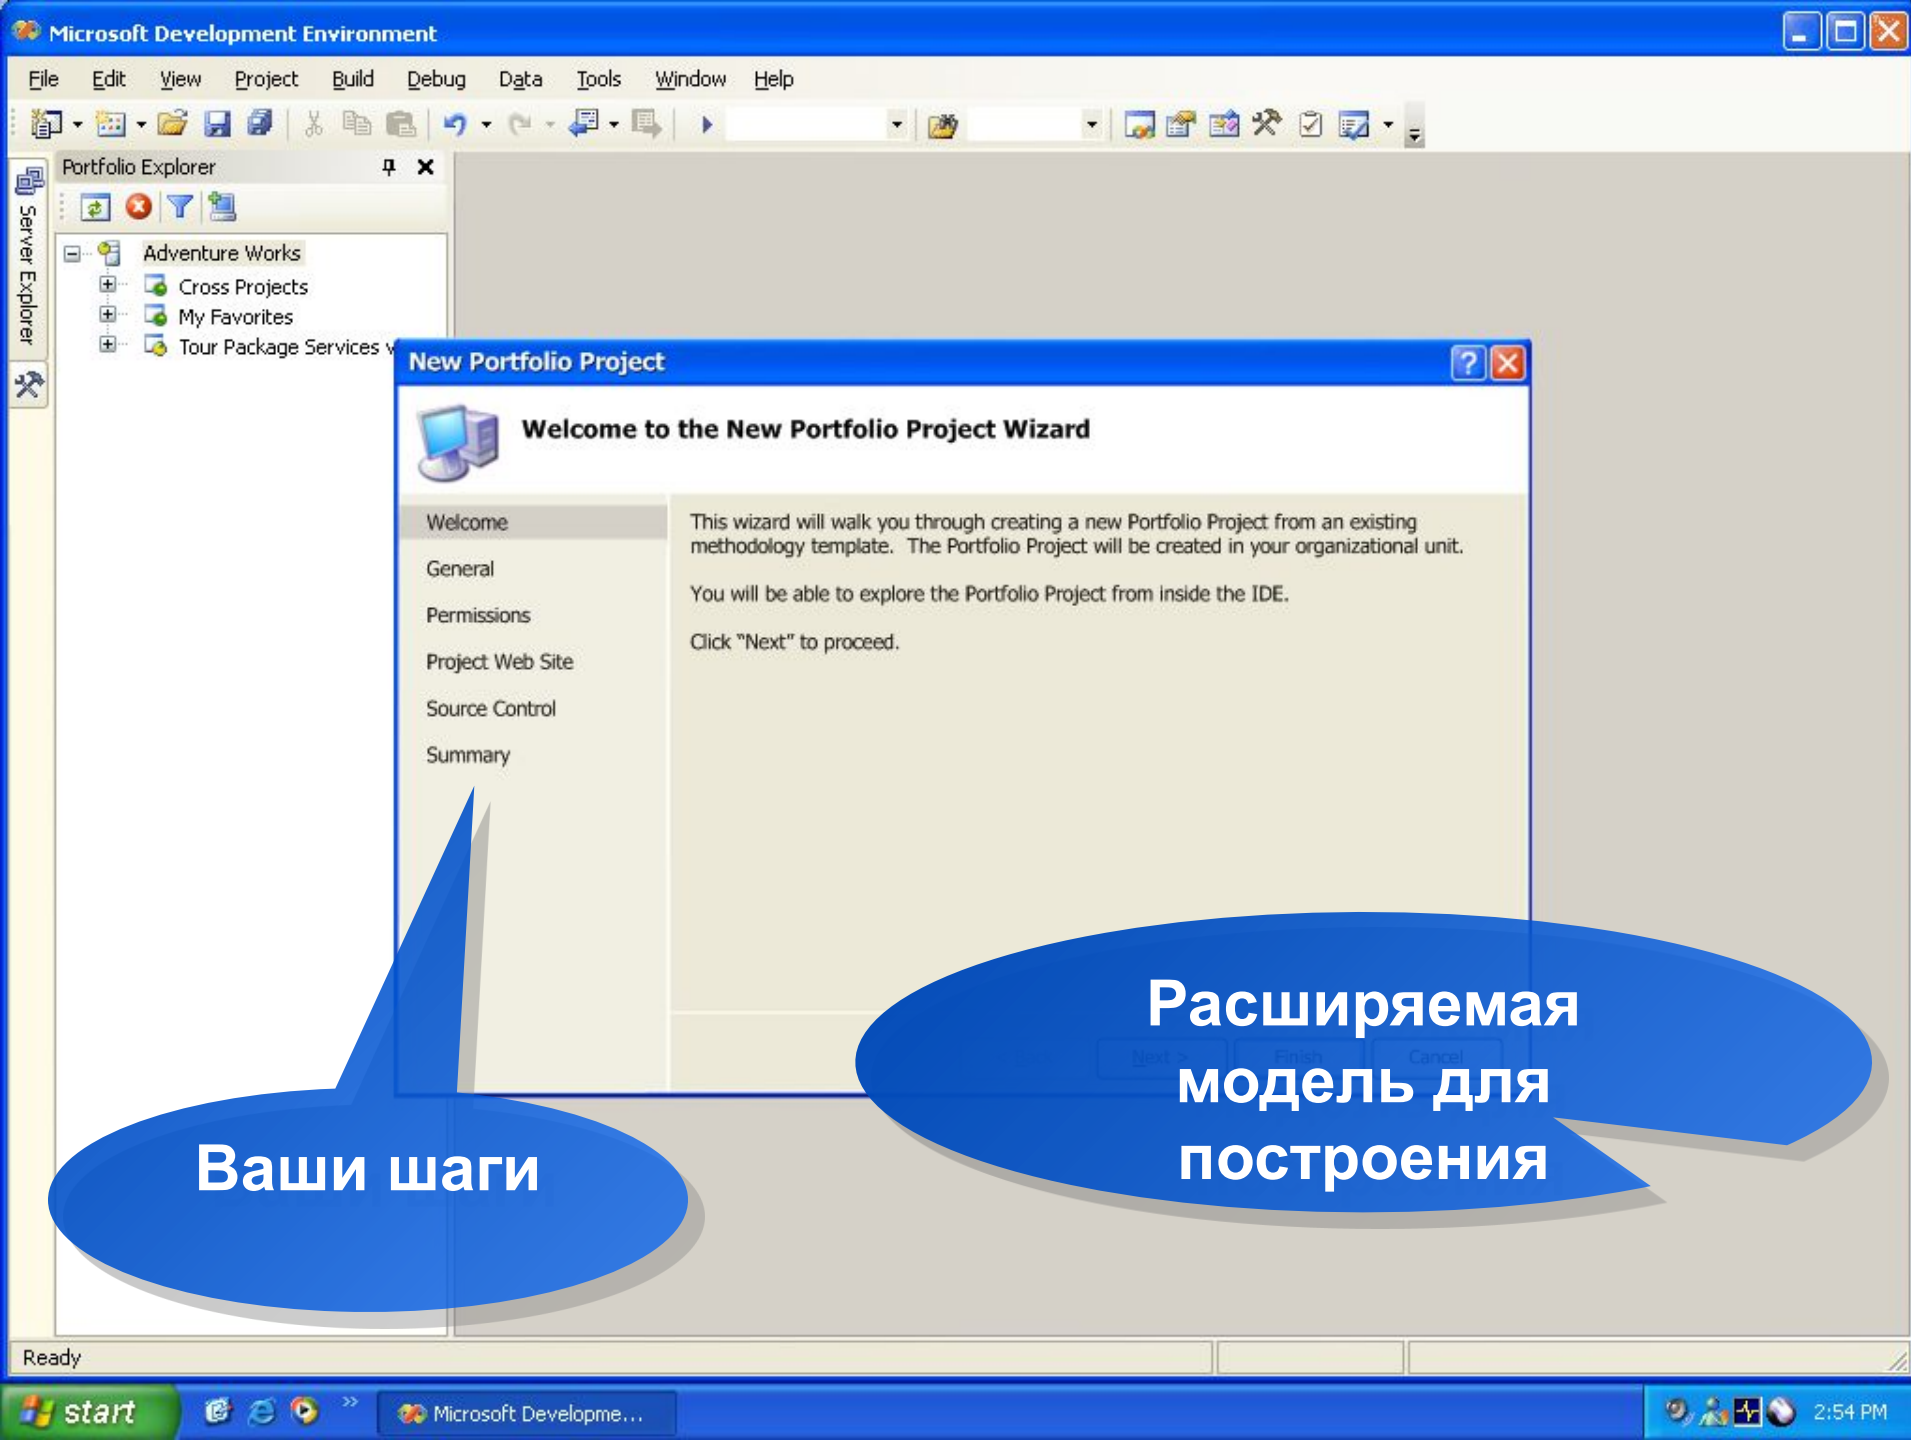 Microsoft Development Environment
File Edit View Project Build Debug Data Tools Window Help
Portfolio Explorer
Server Explorer
Adventure Works
Cross Projects
My Favorites
Tour Package Services v
New Portfolio Project
Welcome to the New Portfolio Project Wizard
Welcome
General
Permissions
Project Web Site
Source Control
Summary
This wizard will walk you through creating a new Portfolio Project from an existing
methodology template. The Portfolio Project will be created in your organizational unit.
You will be able to explore the Portfolio Project from inside the IDE.
Click "Next" to proceed.
Next > Finish Cancel
Расширяемая
модель для
построения
Ваши шаги
Ready
start
Microsoft Developme...
2:54 PM